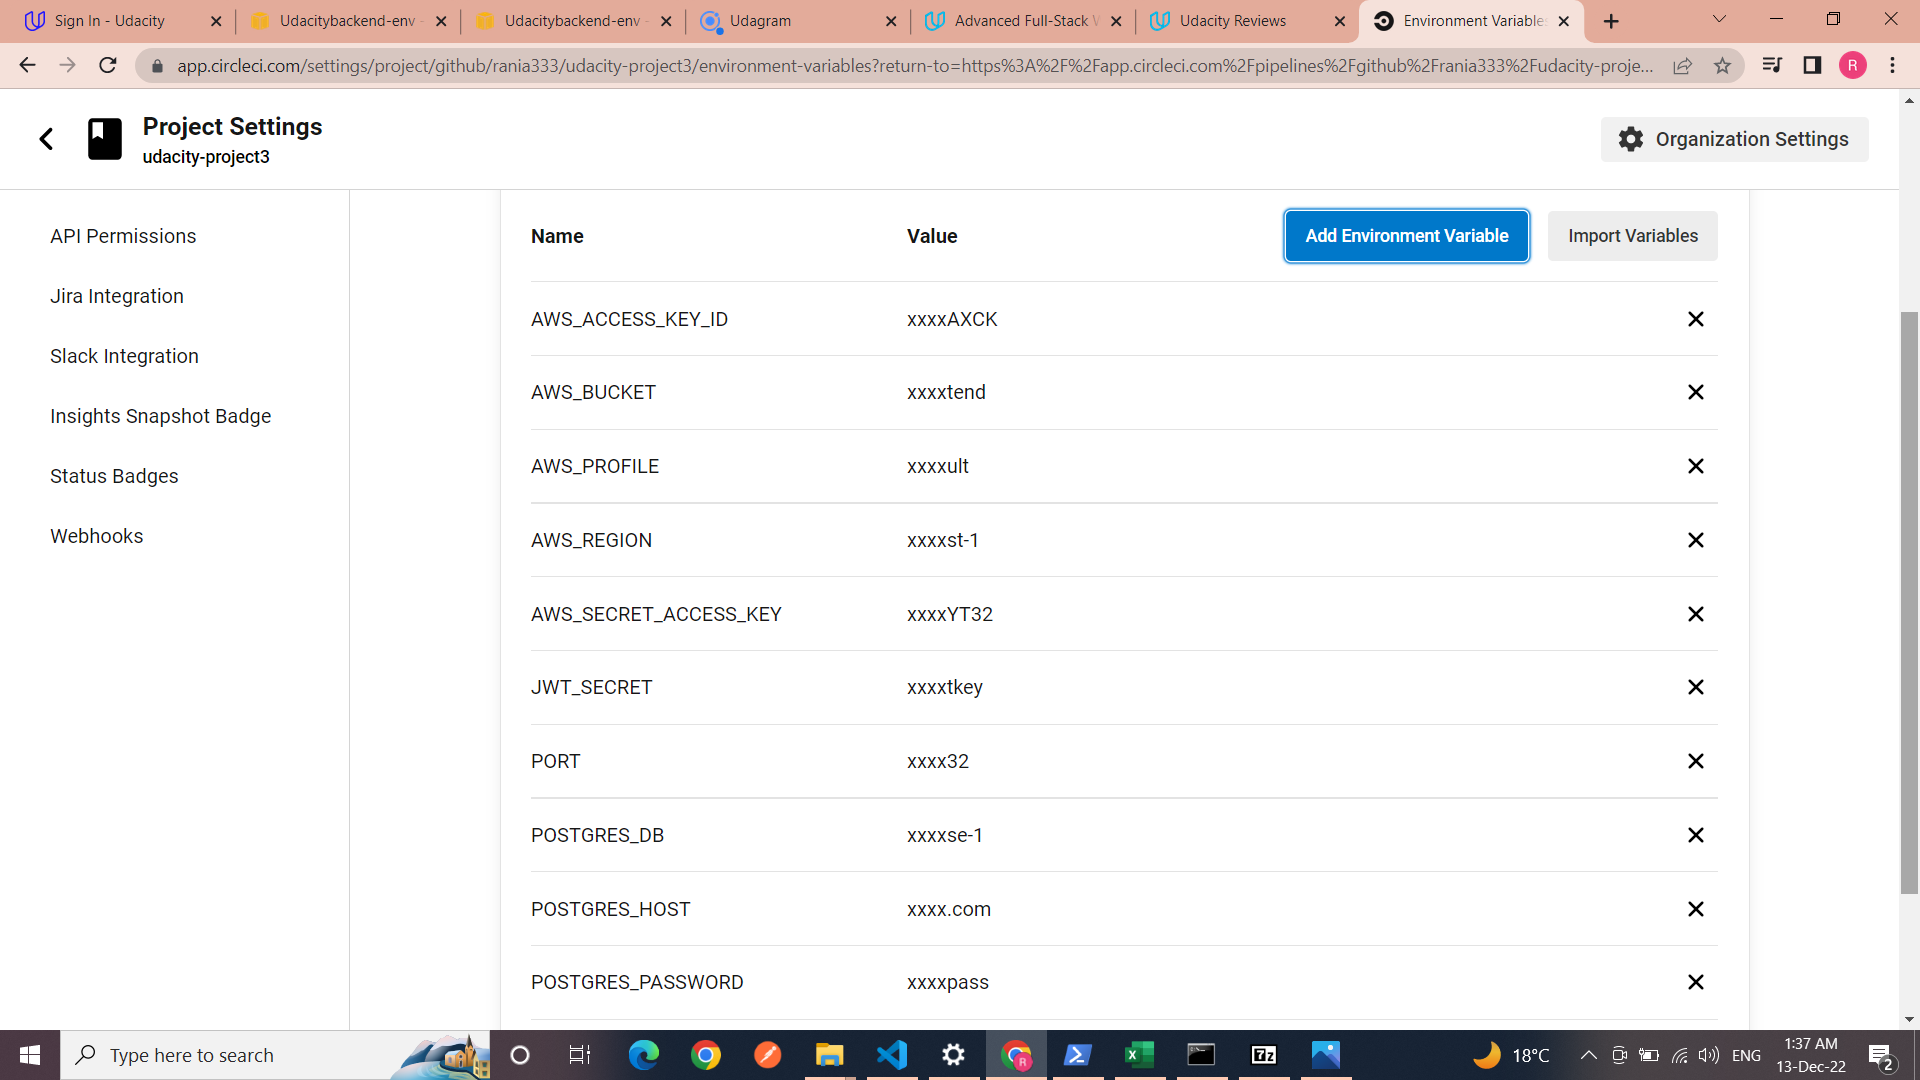 Sign In - Udacity
Udacitybackend-env -
Udacitybackend-env -
Udagram
Advanced Full-Stack W
Udacity Reviews
Environment Variables
app.circleci.com/settings/project/github/rania333/udacity-project3/environment-variables?return-to=https%3A%2F%2Fapp.circleci.com%2Fpipelines%2Fgithub%2Frania333%2Fudacity-proje...
R
Project Settings
udacity-project3
Organization Settings
API Permissions
Jira Integration
Slack Integration
Insights Snapshot Badge
Status Badges
Webhooks
Name Value Add Environment Variable Import Variables
AWS_ACCESS_KEY_ID xxxxAXCK
AWS_BUCKET xxxxtend
AWS_PROFILE xxxxult
AWS_REGION xxxxst-1
AWS_SECRET_ACCESS_KEY xxxxYT32
JWT_SECRET xxxxtkey
PORT xxxx32
POSTGRES_DB xxxxse-1
POSTGRES_HOST xxxx.com
POSTGRES_PASSWORD xxxxpass
Type here to search
R
7z
18°C
ENG
1:37 AM
13-Dec-22
2